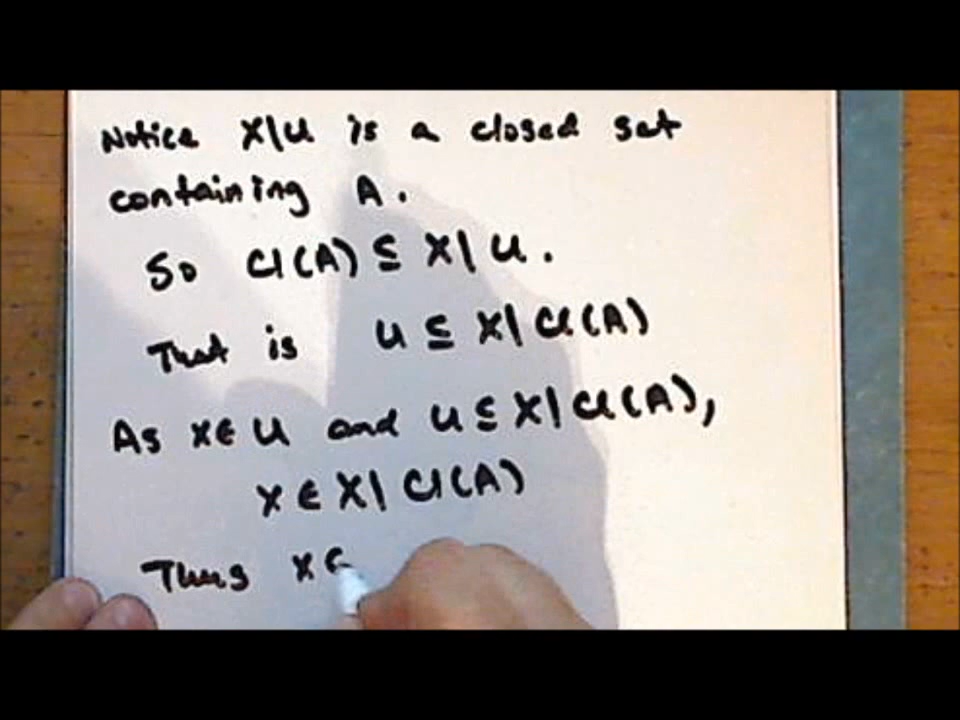 Notice X|U is a closed set
containing A.
So Cl(A) ⊆ X|U.
That is U ⊆ X|Cl(A)
As x∈U and U⊆X|Cl(A),
x ∈ X|Cl(A)
Thus x ∈